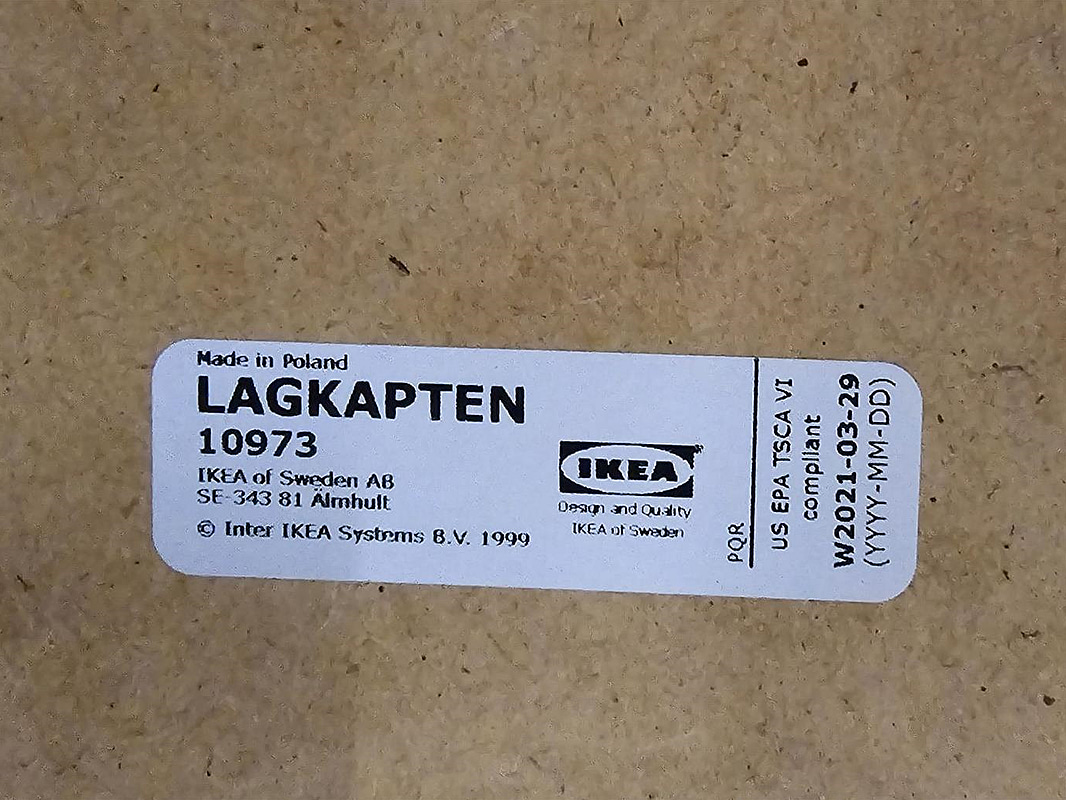 Made in Poland
LAGKAPTEN
10973
IKEA of Sweden AB
SE-343 81 Älmhult
© Inter IKEA Systems B.V. 1999
IKEA®
Design and Quality
IKEA of Sweden
PQR
US EPA TSCA VI
compliant
W2021-03-29
(YYYY-MM-DD)